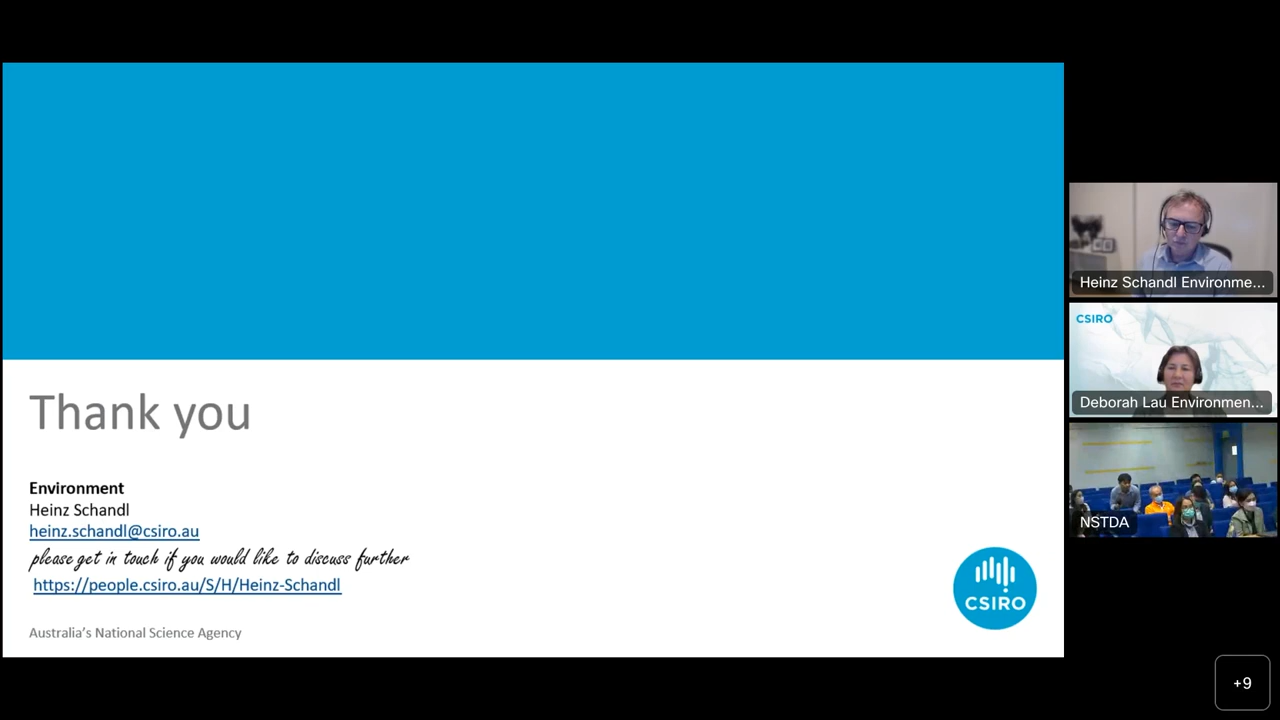 Thank you
Environment
Heinz Schandl
heinz.schandl@csiro.au
please get in touch if you would like to discuss further
https://people.csiro.au/S/H/Heinz-Schandl
Australia's National Science Agency
CSIRO
Heinz Schandl Environme...
CSIRO
Deborah Lau Environmen...
NSTDA
+9